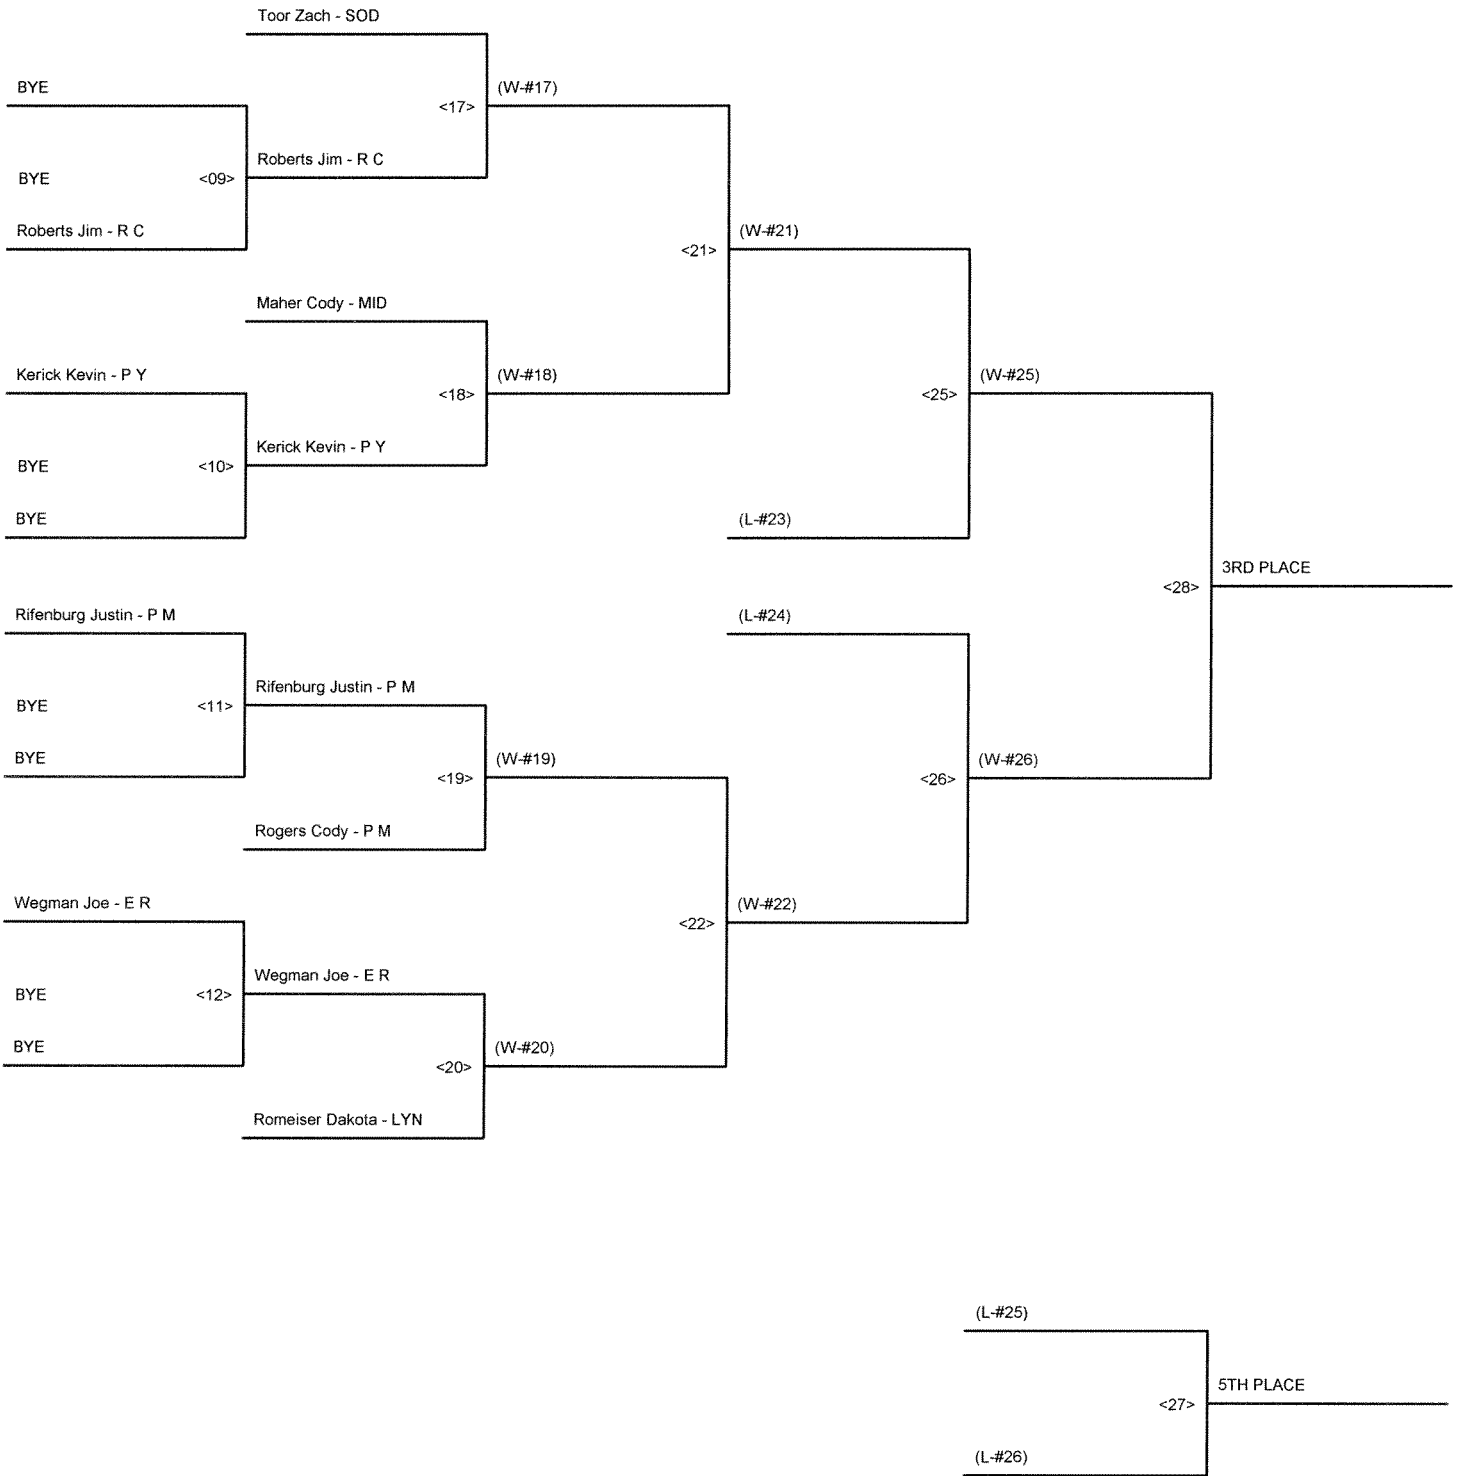 Toor Zach - SOD
BYE
(W-#17)
<17>
Roberts Jim - R C
BYE
<09>
Roberts Jim - R C
(W-#21)
<21>
Maher Cody - MID
Kerick Kevin - P Y
(W-#18)
(W-#25)
<18>
<25>
Kerick Kevin - P Y
BYE
<10>
BYE
(L-#23)
3RD PLACE
<28>
Rifenburg Justin - P M
(L-#24)
Rifenburg Justin - P M
BYE
<11>
BYE
(W-#19)
(W-#26)
<19>
<26>
Rogers Cody - P M
Wegman Joe - E R
(W-#22)
<22>
Wegman Joe - E R
BYE
<12>
BYE
(W-#20)
<20>
Romeiser Dakota - LYN
(L-#25)
5TH PLACE
<27>
(L-#26)